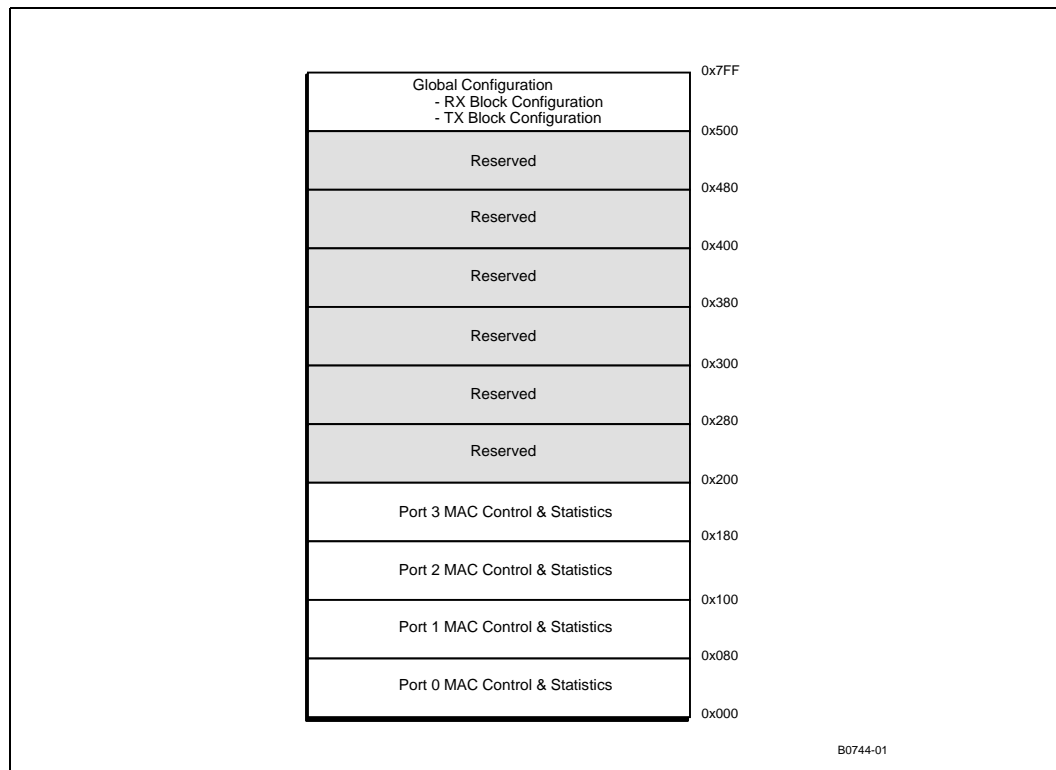 0x7FF
Global Configuration
- RX Block Configuration
- TX Block Configuration
0x500
Reserved
0x480
Reserved
0x400
Reserved
0x380
Reserved
0x300
Reserved
0x280
Reserved
0x200
Port 3 MAC Control & Statistics
0x180
Port 2 MAC Control & Statistics
0x100
Port 1 MAC Control & Statistics
0x080
Port 0 MAC Control & Statistics
0x000
B0744-01